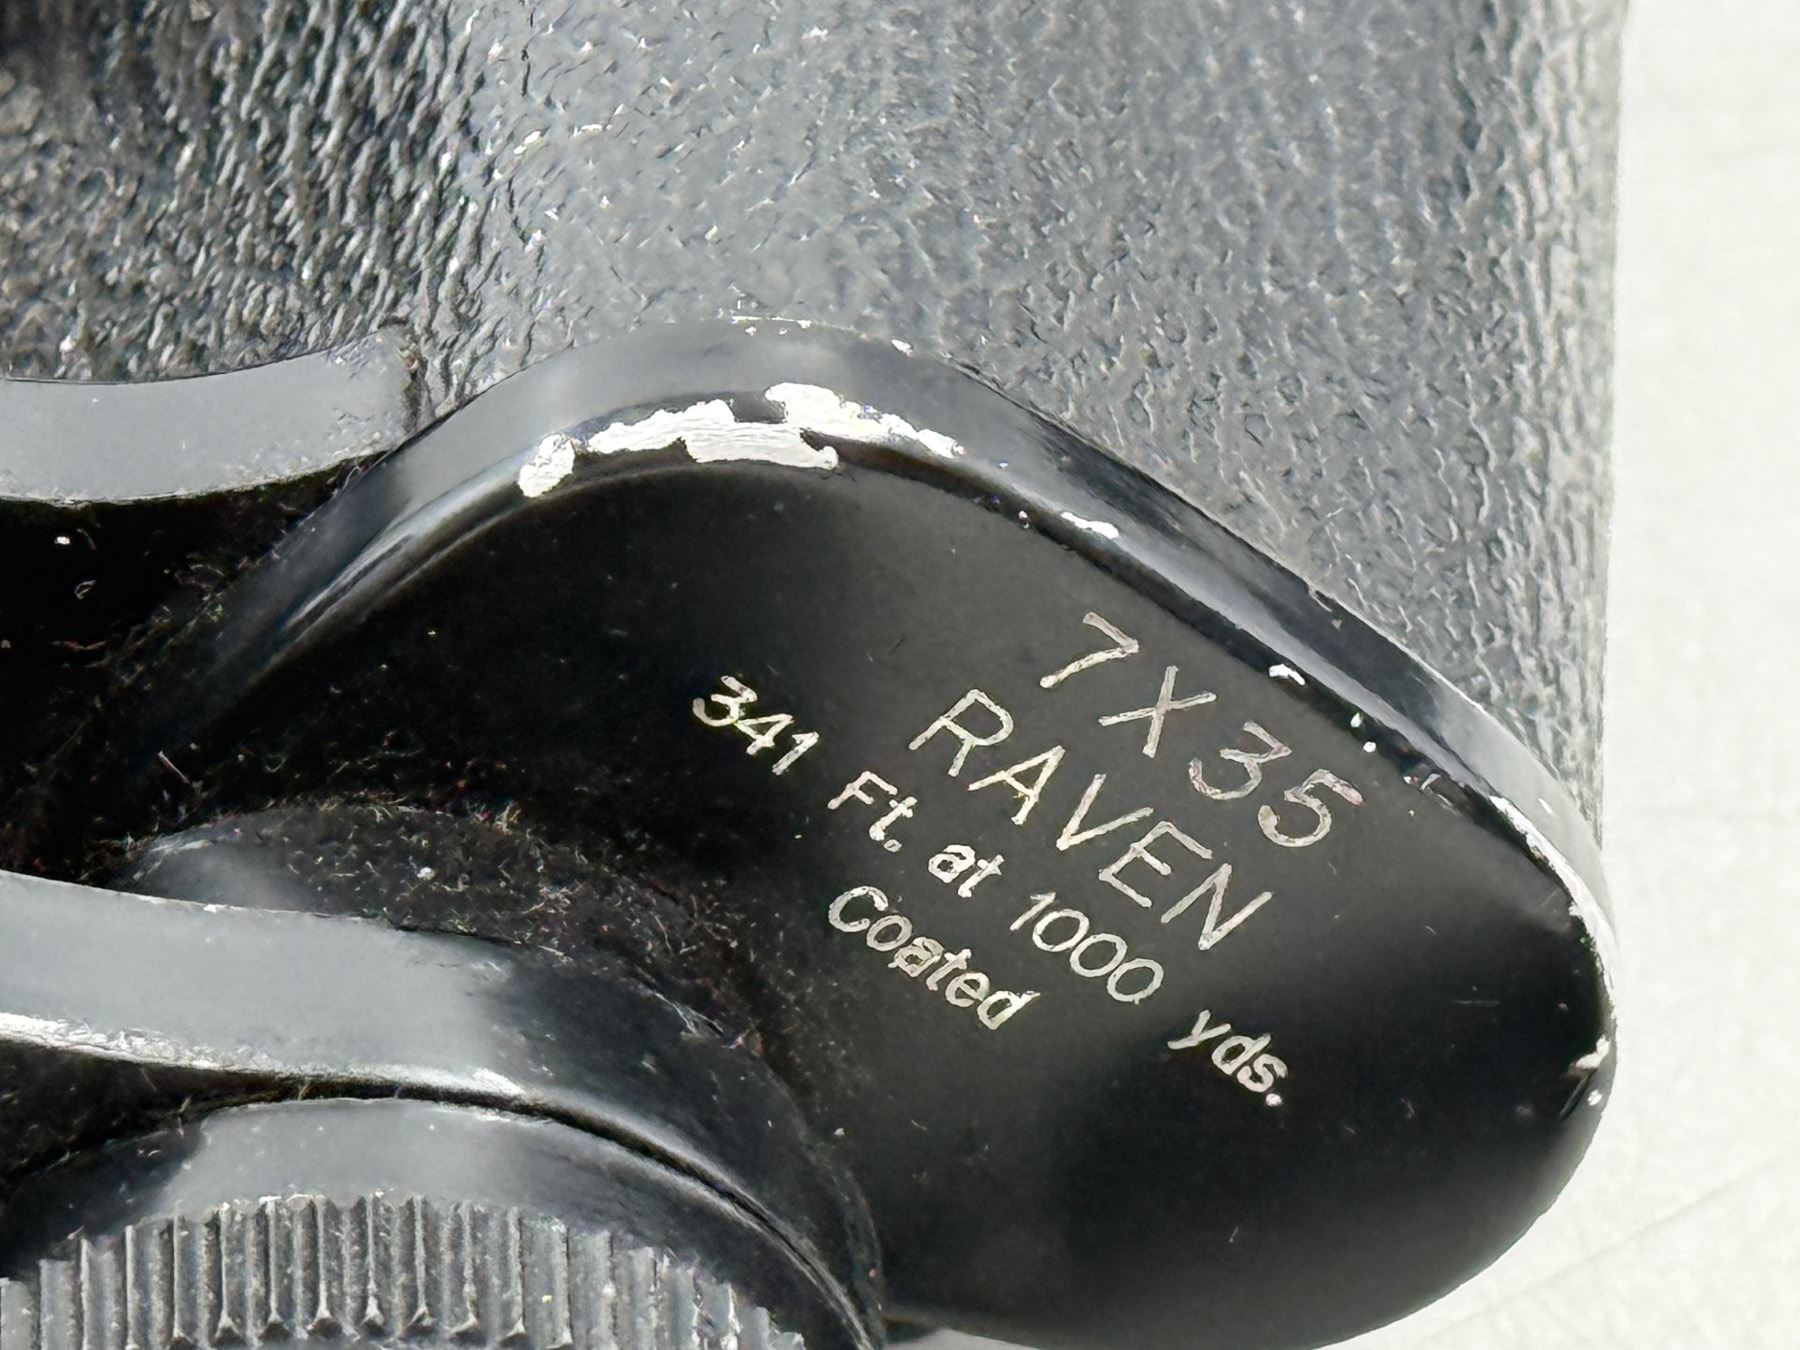 7X35
RAVEN
341 Ft. at 1000 yds.
Coated